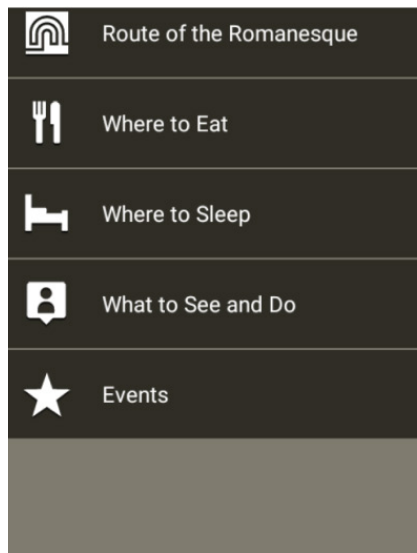 Route of the Romanesque
Where to Eat
Where to Sleep
What to See and Do
Events